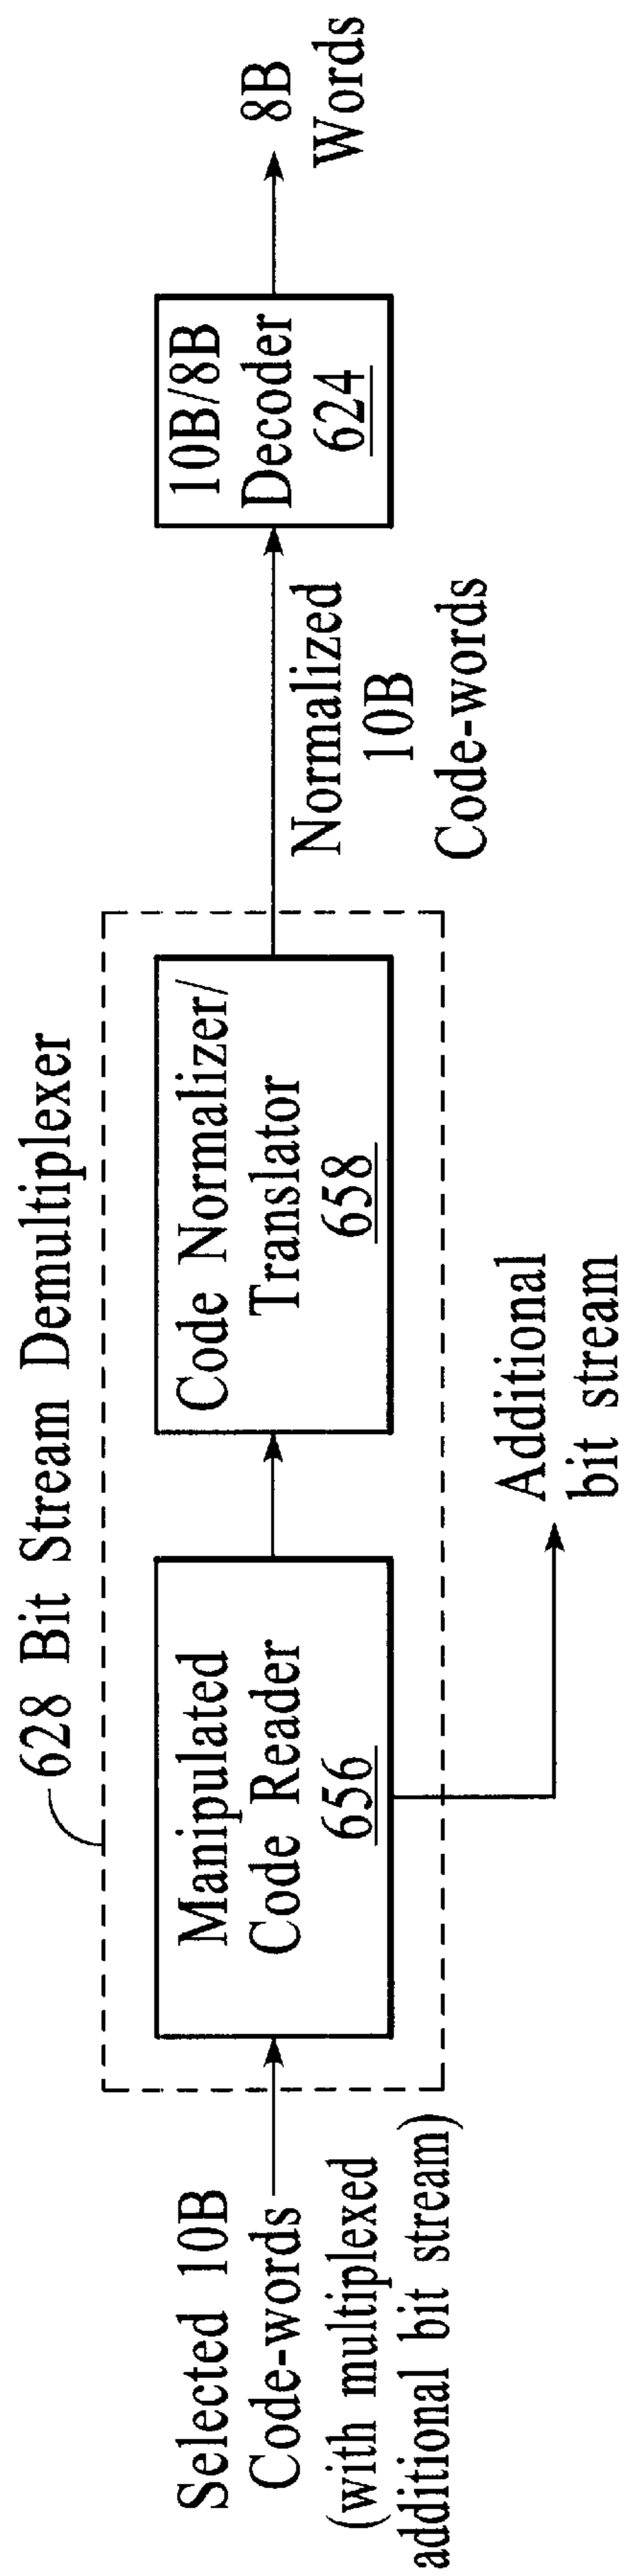 628 Bit Stream Demultiplexer
Selected 10B
Code-words
(with multiplexed
additional bit stream)
Manipulated
Code Reader
656
Additional
bit stream
Code Normalizer/
Translator
658
Normalized
10B
Code-words
10B/8B
Decoder
624
8B
Words